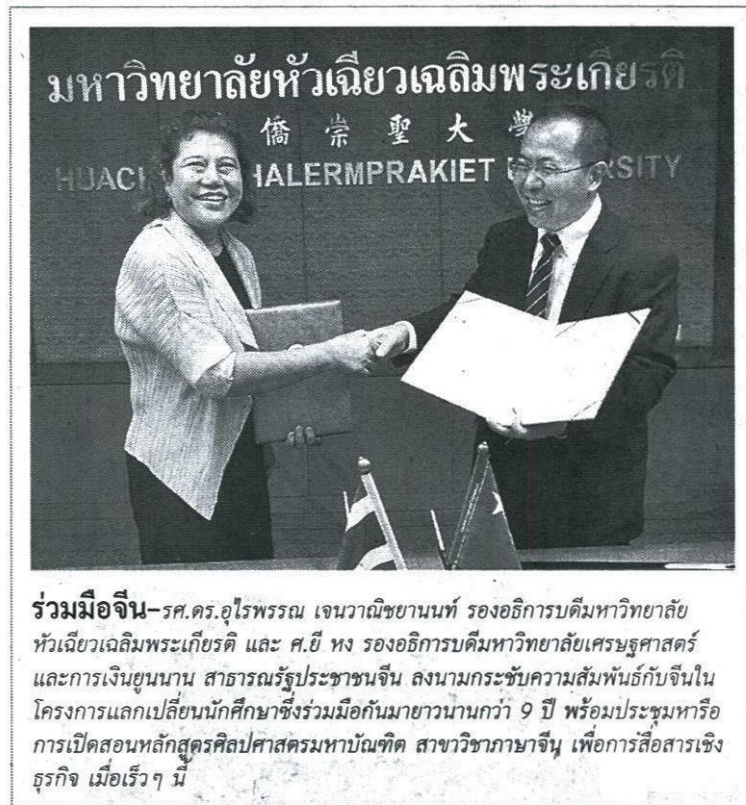 มหาวิทยาลัยหัวเฉียวเฉลิมพระเกียรติ
僑崇聖大學
HUACH HALERMPRAKIET RSITY
ร่วมมือจีน–รศ.ดร.อุไรพรรณ เจนวาณิชยานนท์ รองอธิการบดีมหาวิทยาลัย
หัวเฉียวเฉลิมพระเกียรติ และ ศ.ยี หง รองอธิการบดีมหาวิทยาลัยเศรษฐศาสตร์
และการเงินยูนนาน สาธารณรัฐประชาชนจีน ลงนามกระชับความสัมพันธ์กับจีนใน
โครงการแลกเปลี่ยนนักศึกษาซึ่งร่วมมือกันมายาวนานกว่า 9 ปี พร้อมประชุมหารือ
การเปิดสอนหลักสูตรศิลปศาสตรมหาบัณฑิต สาขาวิชาภาษาจีน เพื่อการสื่อสารเชิง
ธุรกิจ เมื่อเร็วๆ นี้